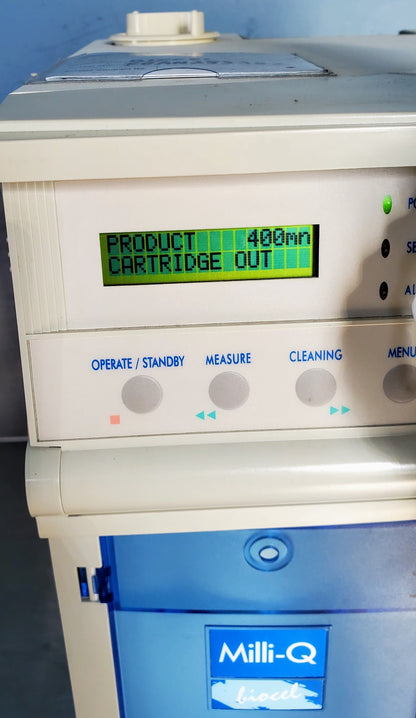 PRODUCT 400mn
CARTRIDGE OUT
OPERATE / STANDBY
MEASURE
CLEANING
MENU
Milli-Q
biocel